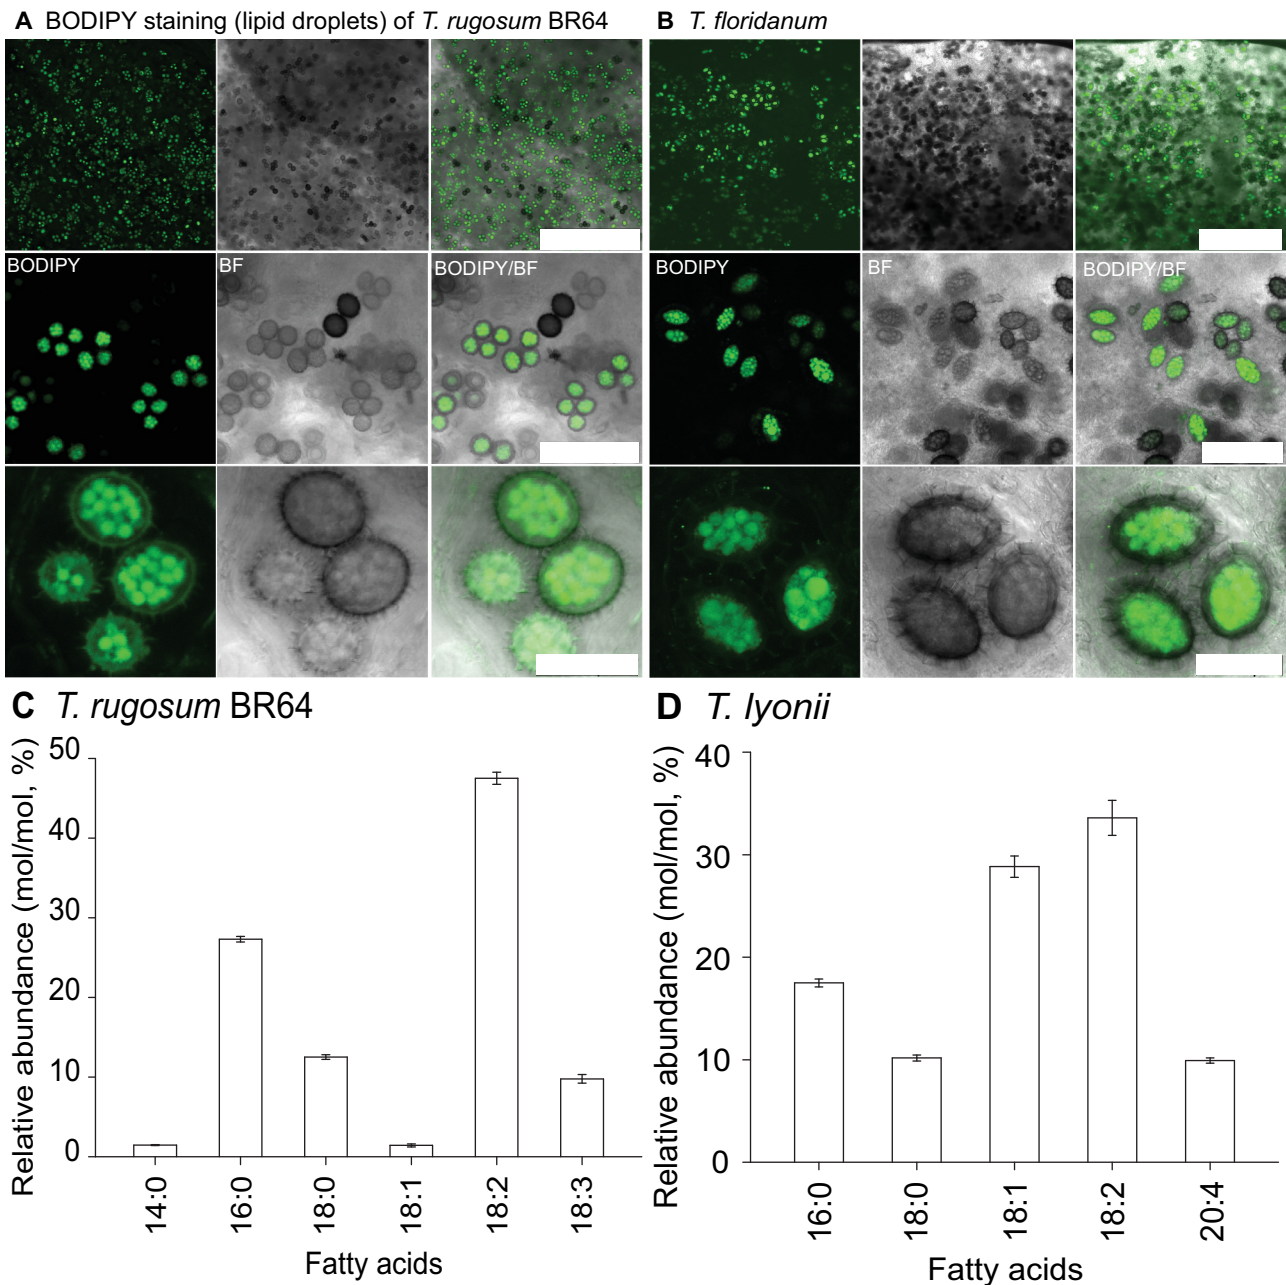 A BODIPY staining (lipid droplets) of T. rugosum BR64
B T. floridanum
BODIPY
BF
BODIPY/BF
BODIPY
BF
BODIPY/BF
C T. rugosum BR64
Relative abundance (mol/mol, %)
50
40
30
20
10
0
14:0
16:0
18:0
18:1
18:2
18:3
Fatty acids
D T. lyonii
Relative abundance (mol/mol, %)
40
30
20
10
0
16:0
18:0
18:1
18:2
20:4
Fatty acids